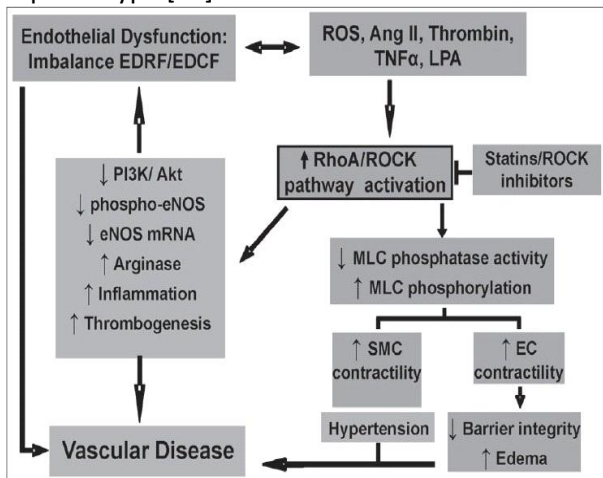 Endothelial Dysfunction:
Imbalance EDRF/EDCF
ROS, Ang II, Thrombin,
TNFα, LPA
↑ RhoA/ROCK
pathway activation
Statins/ROCK
inhibitors
↓ PI3K/ Akt
↓ phospho-eNOS
↓ eNOS mRNA
↑ Arginase
↑ Inflammation
↑ Thrombogenesis
↓ MLC phosphatase activity
↑ MLC phosphorylation
↑ SMC
contractility
↑ EC
contractility
Hypertension
↓ Barrier integrity
↑ Edema
Vascular Disease